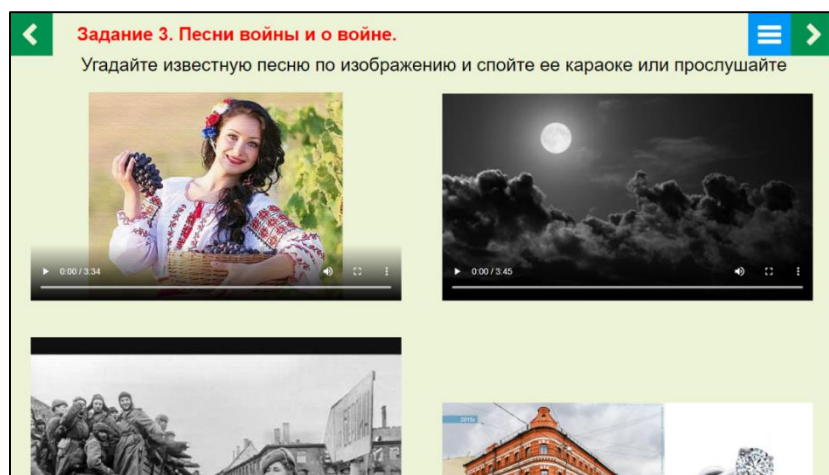 Задание 3. Песни войны и о войне.
Угадайте известную песню по изображению и спойте ее караоке или прослушайте
0:00 / 3:34
0:00 / 3:45